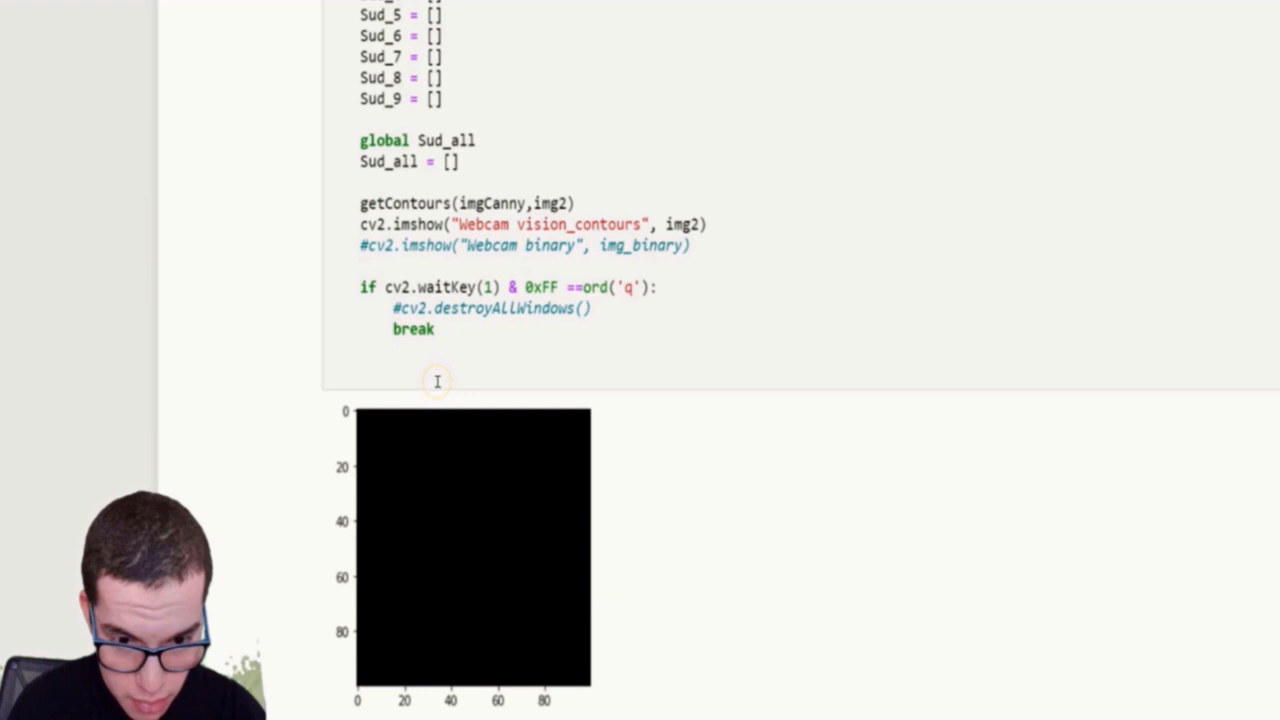 Sud_5 = []
Sud_6 = []
Sud_7 = []
Sud_8 = []
Sud_9 = []
global Sud_all
Sud_all = []
getContours(imgCanny,img2)
cv2.imshow("Webcam vision_contours", img2)
#cv2.imshow("Webcam binary", img_binary)
if cv2.waitKey(1) & 0xFF ==ord('q'):
#cv2.destroyAllWindows()
break
0
20
40
60
80
0 20 40 60 80